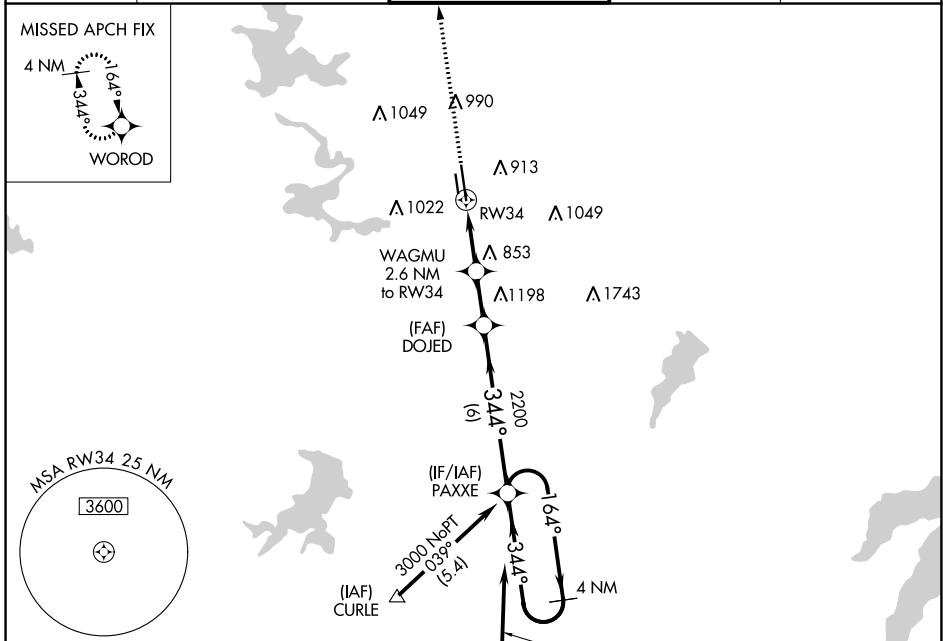 MISSED APCH FIX
4 NM
164°
344°
WOROD
1049
990
913
1022
RW34
1049
WAGMU
2.6 NM
to RW34
853
1198
1743
(FAF)
DOJED
2200
344°
(6)
MSA RW34 25 NM
3600
(IF/IAF)
PAXXE
164°
344°
4 NM
3000 NoPT
039°
(5.4)
(IAF)
CURLE